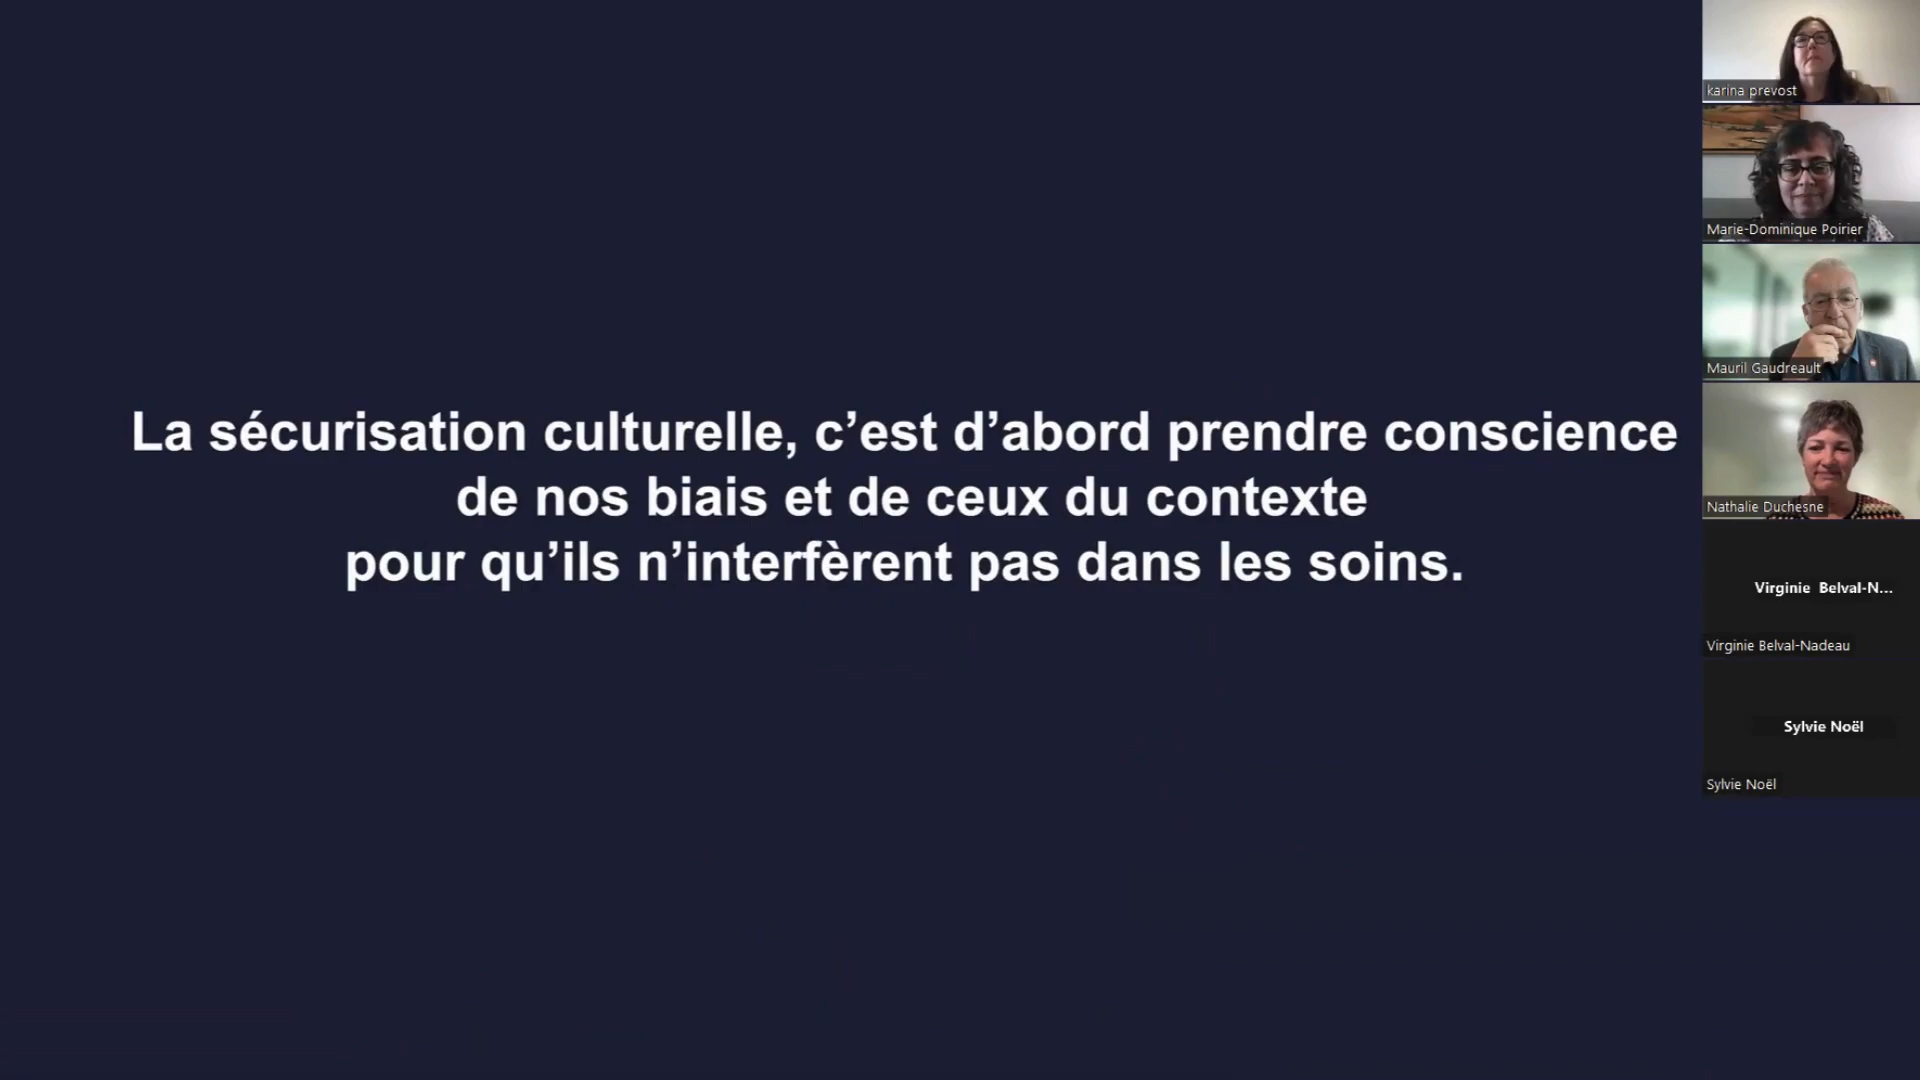 La sécurisation culturelle, c’est d’abord prendre conscience
de nos biais et de ceux du contexte
pour qu’ils n’interfèrent pas dans les soins.
karina prevost
Marie-Dominique Poirier
Mauril Gaudreault
Nathalie Duchesne
Virginie Belval-N...
Virginie Belval-Nadeau
Sylvie Noël
Sylvie Noël